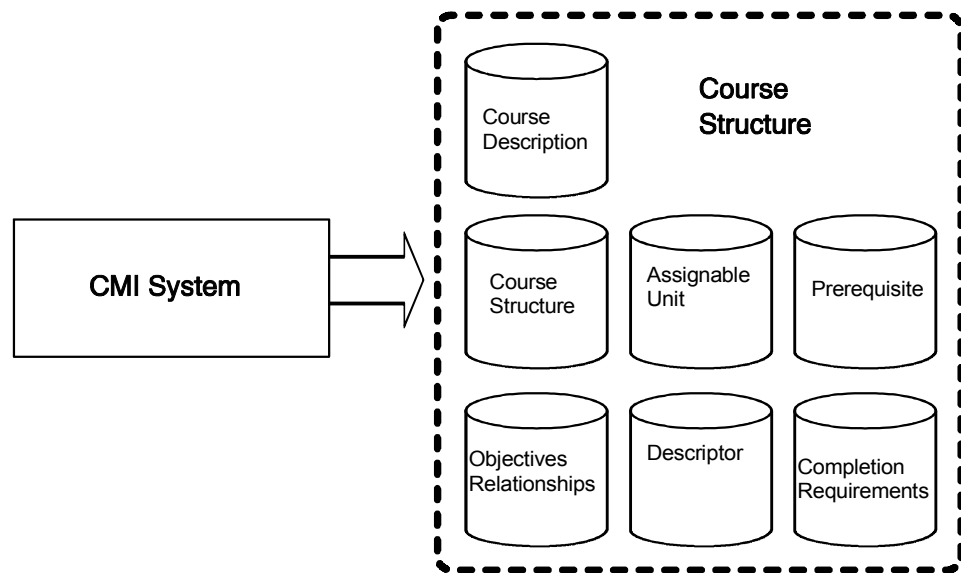 Course
Structure
Course
Description
CMI System
Course
Structure
Assignable
Unit
Prerequisite
Objectives
Relationships
Descriptor
Completion
Requirements